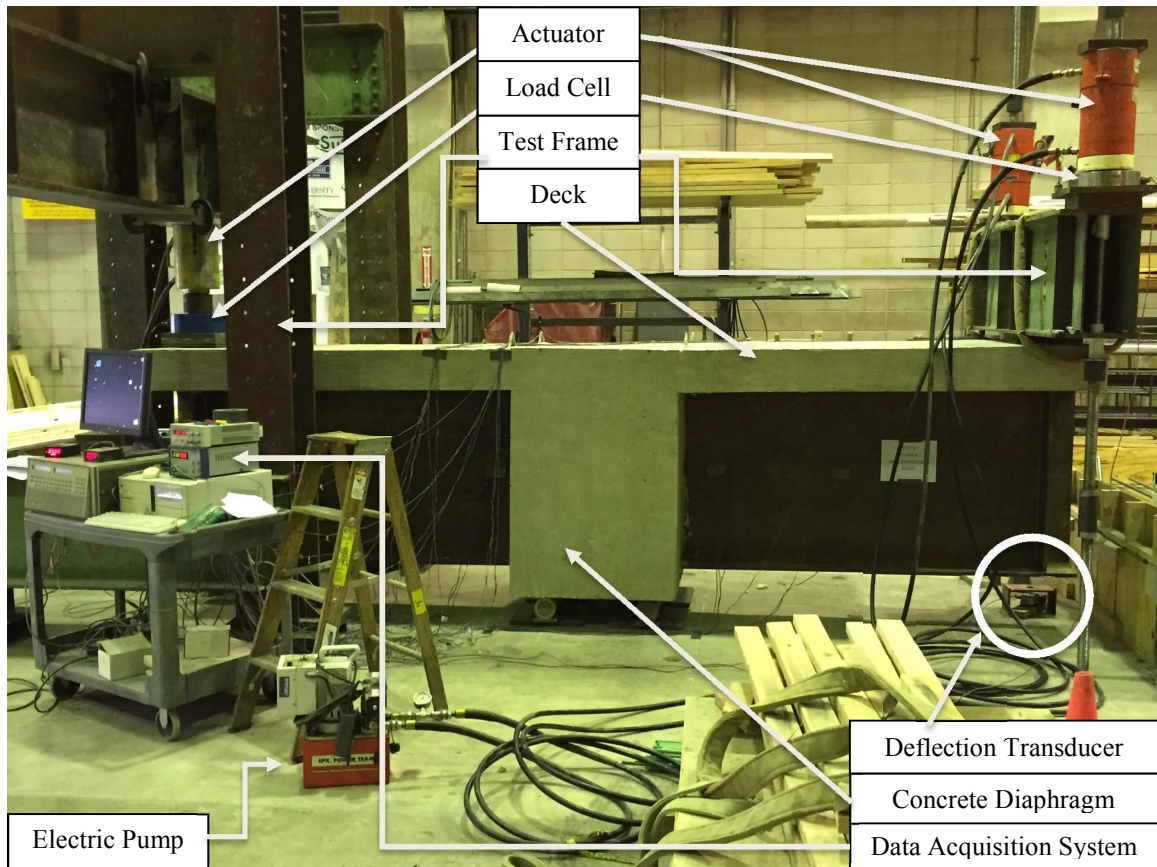 Actuator
Load Cell
Test Frame
Deck
SPX. POWER TEAM
Deflection Transducer
Concrete Diaphragm
Electric Pump
Data Acquisition System